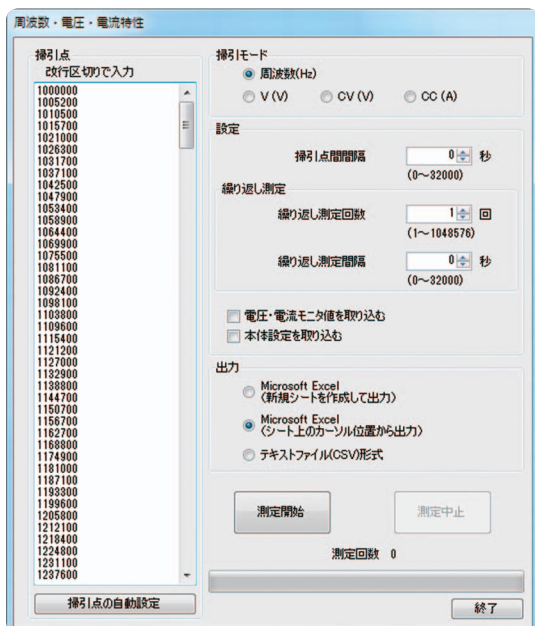 周波数・電圧・電流特性
掃引点
改行区切りで入力
1000000
1005200
1010500
1015700
1021000
1026300
1031700
1037100
1042500
1047900
1053400
1058900
1064400
1069900
1075500
1081100
1086700
1092400
1098100
1103800
1109600
1115400
1121200
1127000
1132900
1138800
1144700
1150700
1156700
1162700
1168800
1174900
1181000
1187100
1193300
1199600
1205800
1212100
1218400
1224800
1231100
1237600
掃引点の自動設定
掃引モード
周波数(Hz)
V (V) CV (V) CC (A)
設定
掃引点間間隔 0 秒
(0～32000)
繰り返し測定
繰り返し測定回数 1 回
(1～1048576)
繰り返し測定間隔 0 秒
(0～32000)
電圧・電流モニタ値を取り込む
本体設定を取り込む
出力
Microsoft Excel
(新規シートを作成して出力)
Microsoft Excel
(シート上のカーソル位置から出力)
テキストファイル(CSV)形式
測定開始 測定中止
測定回数 0
終了